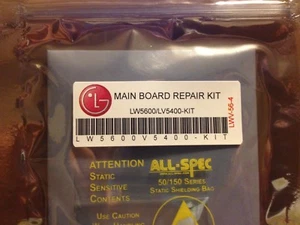 LG
MAIN BOARD REPAIR KIT
LW5600/LV5400-KIT
LW5600V5400-KIT
LWV-56-4
ATTENTION
STATIC
SENSITIVE
CONTENTS
USE CAUTION
ALL-SPEC
50/150 SERIES
STATIC SHIELDING BAG